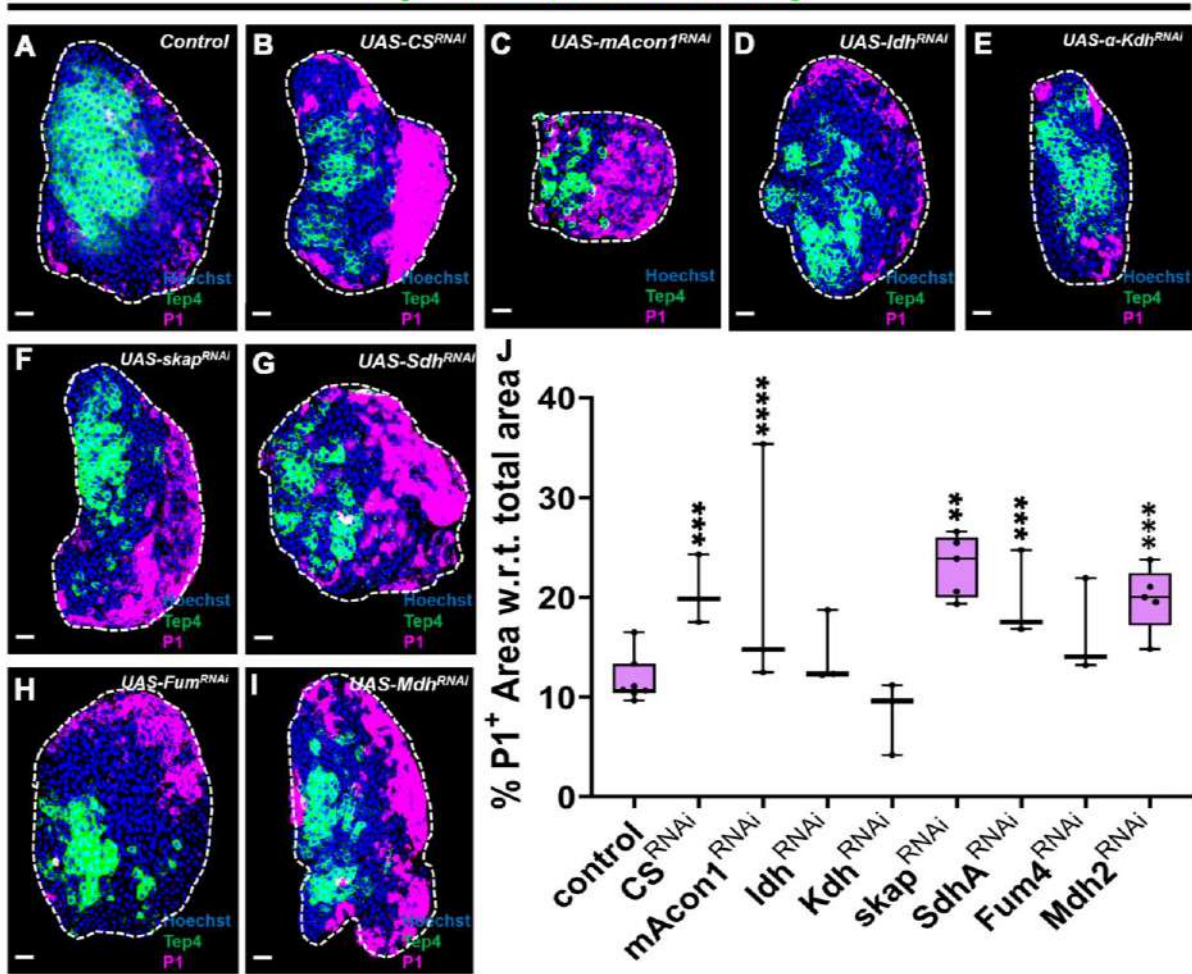 A
Control
Hoechst
Tep4
P1
B
UAS-CS^RNAi
Hoechst
Tep4
P1
C
UAS-mAcon1^RNAi
Hoechst
Tep4
P1
D
UAS-Idh^RNAi
Hoechst
Tep4
P1
E
UAS-α-Kdh^RNAi
Hoechst
Tep4
P1
F
UAS-skap^RNAi
Hoechst
Tep4
P1
G
UAS-Sdh^RNAi
Hoechst
Tep4
P1
H
UAS-Fum^RNAi
Hoechst
Tep4
P1
I
UAS-Mdh^RNAi
Hoechst
Tep4
P1
J
% P1+ Area w.r.t. total area
40
30
20
10
0
***
****
**
***
***
control
CS^RNAi
mAcon1^RNAi
Idh^RNAi
Kdh^RNAi
skap^RNAi
SdhA^RNAi
Fum4^RNAi
Mdh2^RNAi